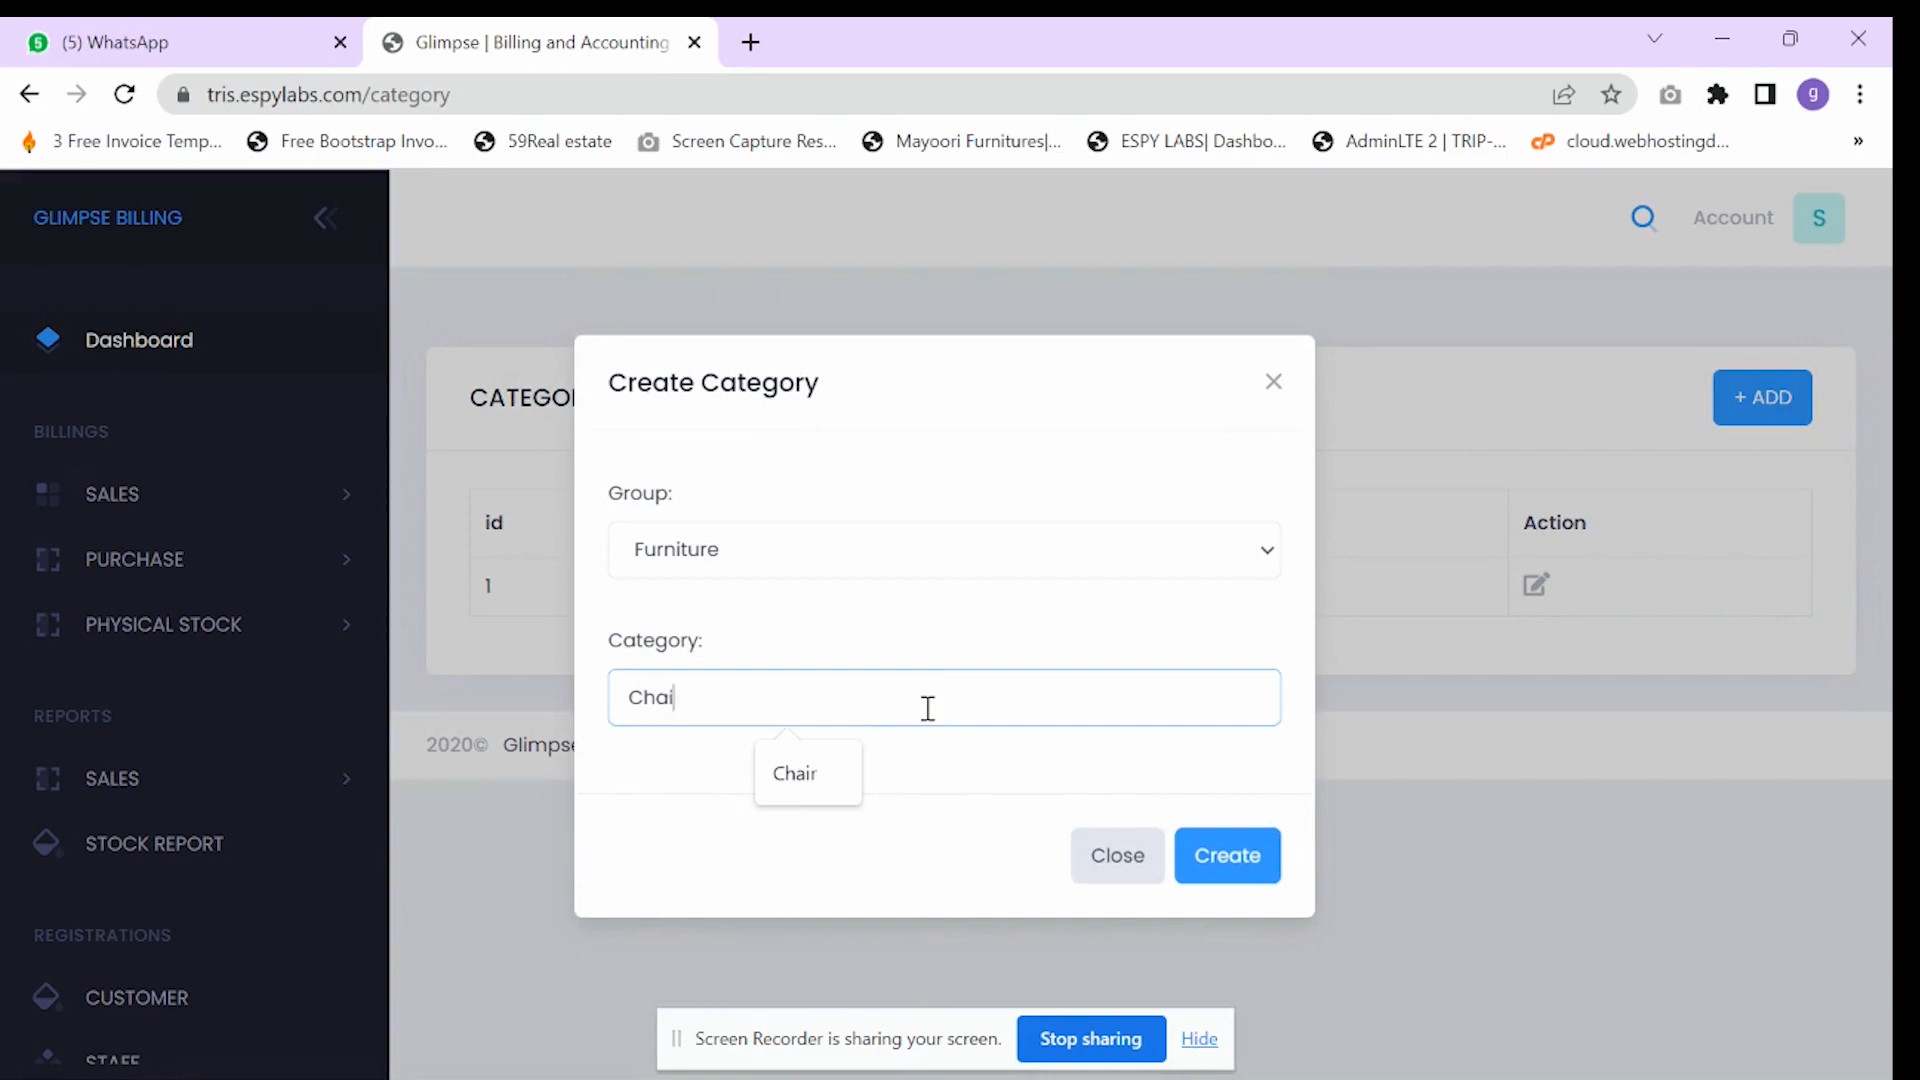 (5) WhatsApp
Glimpse | Billing and Accounting
tris.espylabs.com/category
g
3 Free Invoice Temp...
Free Bootstrap Invo...
59Real estate
Screen Capture Res...
Mayoori Furnitures|...
ESPY LABS| Dashbo...
AdminLTE 2 | TRIP-...
cloud.webhostingd...
»
GLIMPSE BILLING
Account
S
Dashboard
BILLINGS
SALES
PURCHASE
PHYSICAL STOCK
REPORTS
SALES
STOCK REPORT
REGISTRATIONS
CUSTOMER
STAFF
CATEGO
+ ADD
id
Action
1
2020© Glimpse
Create Category
Group:
Furniture
Category:
Chai
Chair
Close
Create
Screen Recorder is sharing your screen.
Stop sharing
Hide